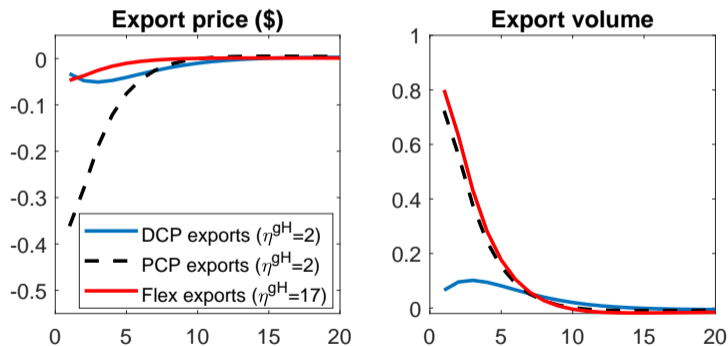 Export price ($)
0
-0.1
-0.2
-0.3
-0.4
-0.5
DCP exports (η^gH=2)
PCP exports (η^gH=2)
Flex exports (η^gH=17)
0 5 10 15 20
Export volume
1
0.8
0.6
0.4
0.2
0
0 5 10 15 20